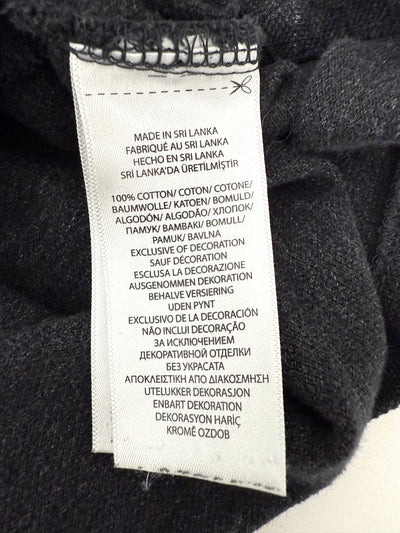 MADE IN SRI LANKA
FABRIQUÉ AU SRI LANKA
HECHO EN SRI LANKA
SRI LANKA'DA ÜRETİLMİŞTİR
100% COTTON/ COTON/ COTONE/
BAUMWOLLE/ KATOEN/ BOMULD/
ALGODÓN/ ALGODÃO/ ХЛОПОК/
ПАМУК/ BAMBAKI/ BOMULL/
PAMUK/ BAVLNA
EXCLUSIVE OF DECORATION
SAUF DÉCORATION
ESCLUSA LA DECORAZIONE
AUSGENOMMEN DEKORATION
BEHALVE VERSIERING
UDEN PYNT
EXCLUSIVO DE LA DECORACIÓN
NÃO INCLUI DECORAÇÃO
ЗА ИСКЛЮЧЕНИЕМ
ДЕКОРАТИВНОЙ ОТДЕЛКИ
БЕЗ УКРАСАТА
ΑΠΟΚΛΕΙΣΤΙΚΗ ΑΠΟ ΔΙΑΚΟΣΜΗΣΗ
UTELUKKER DEKORASJON
ENBART DEKORATION
DEKORASYON HARİÇ
KROMĚ OZDOB